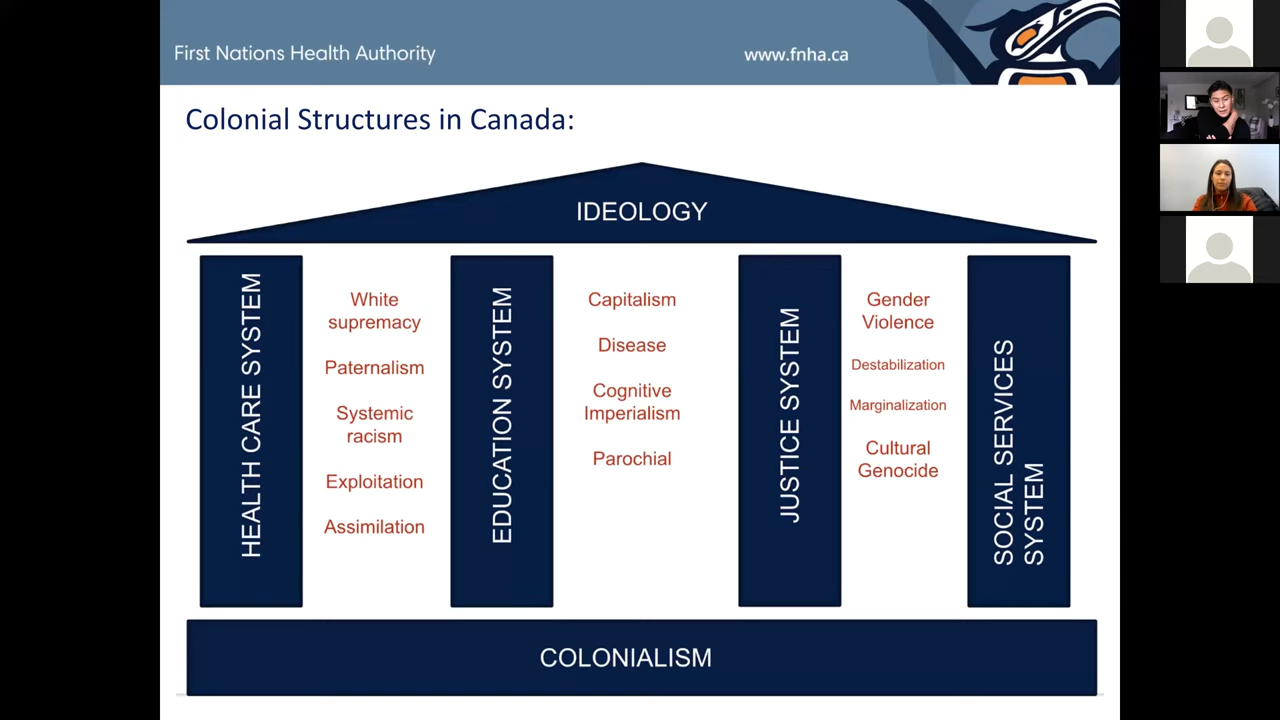 First Nations Health Authority
www.fnha.ca
Colonial Structures in Canada:
IDEOLOGY
HEALTH CARE SYSTEM
White
supremacy
Paternalism
Systemic
racism
Exploitation
Assimilation
EDUCATION SYSTEM
Capitalism
Disease
Cognitive
Imperialism
Parochial
JUSTICE SYSTEM
Gender
Violence
Destabilization
Marginalization
Cultural
Genocide
SOCIAL SERVICES
SYSTEM
COLONIALISM